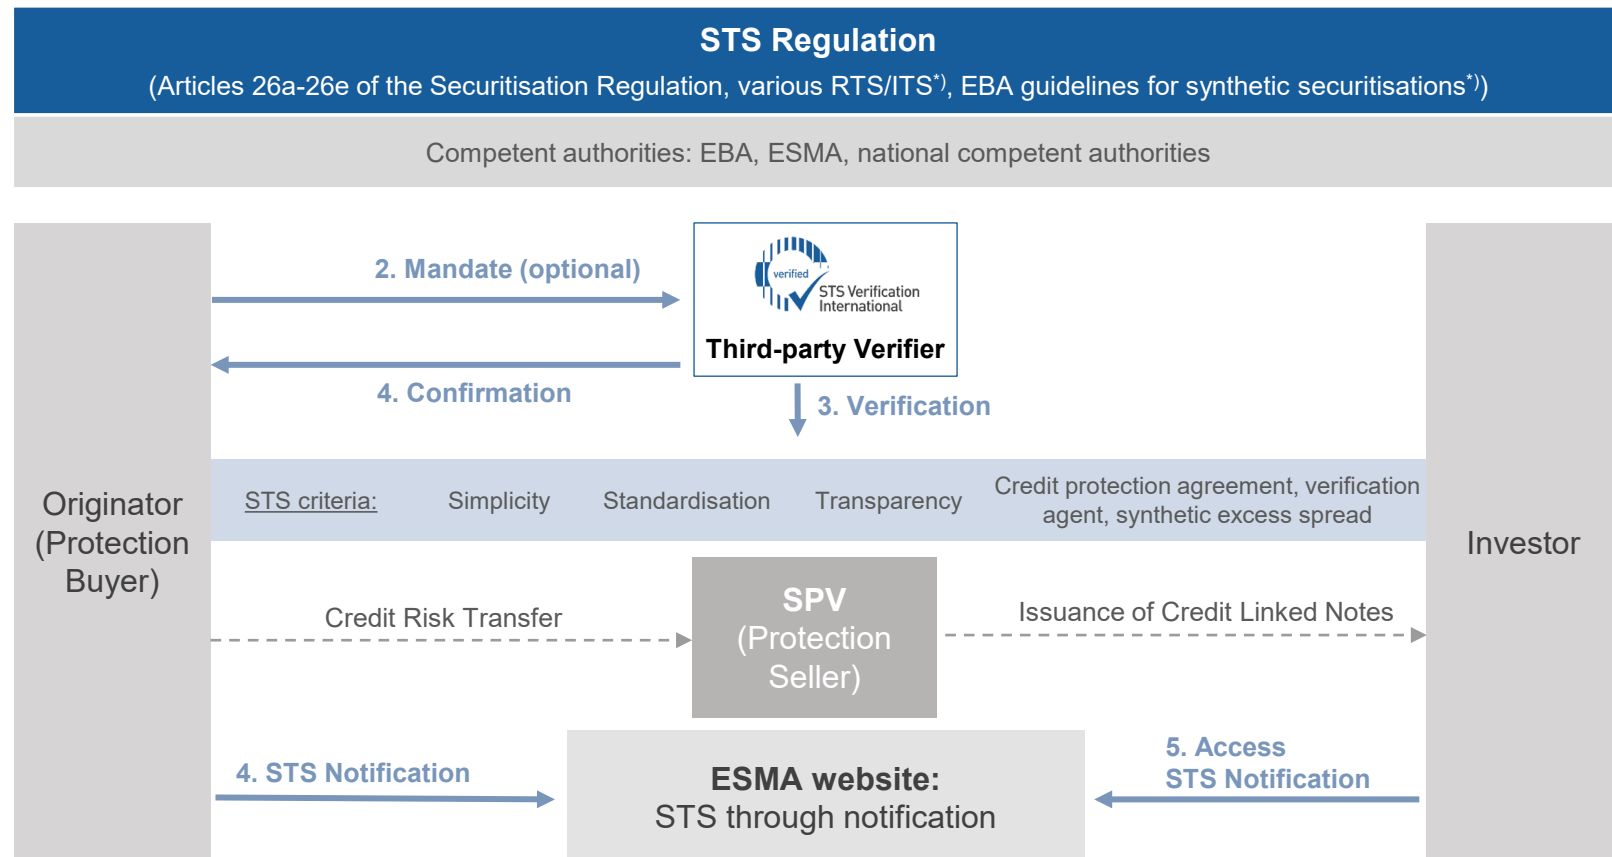 STS Regulation
(Articles 26a-26e of the Securitisation Regulation, various RTS/ITS*), EBA guidelines for synthetic securitisations*))
Competent authorities: EBA, ESMA, national competent authorities
2. Mandate (optional)
verified
STS Verification
International
Third-party Verifier
4. Confirmation
3. Verification
Originator
(Protection
Buyer)
STS criteria:
Simplicity
Standardisation
Transparency
Credit protection agreement, verification
agent, synthetic excess spread
Investor
Credit Risk Transfer
SPV
(Protection
Seller)
Issuance of Credit Linked Notes
4. STS Notification
ESMA website:
STS through notification
5. Access
STS Notification